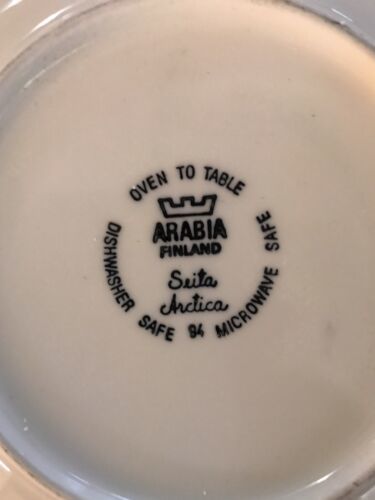 OVEN TO TABLE
ARABIA
FINLAND
Seita
Arctica
DISHWASHER SAFE 94 MICROWAVE SAFE